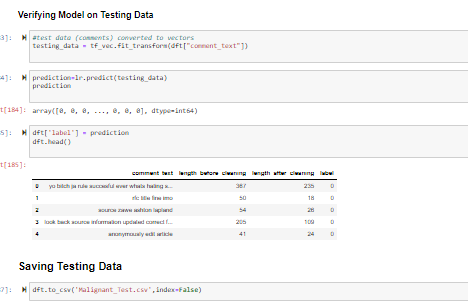 Verifying Model on Testing Data
3]:
#test data (comments) converted to vectors
testing_data = tf_vec.fit_transform(dft["comment_text"])
4]:
prediction=lr.predict(testing_data)
prediction
t[184]: array([0, 0, 0, ..., 0, 0, 0], dtype=int64)
5]:
dft['label'] = prediction
dft.head()
t[185]:
comment text length before cleaning length after cleaning label
0 yo bitch ja rule succesful ever whats hating s... 367 235 0
1 rfc title fine imo 50 18 0
2 source zawe ashton lapland 54 26 0
3 look back source information updated correct f... 205 109 0
4 anonymously edit article 41 24 0
Saving Testing Data
7]:
dft.to_csv('Malignant_Test.csv',index=False)